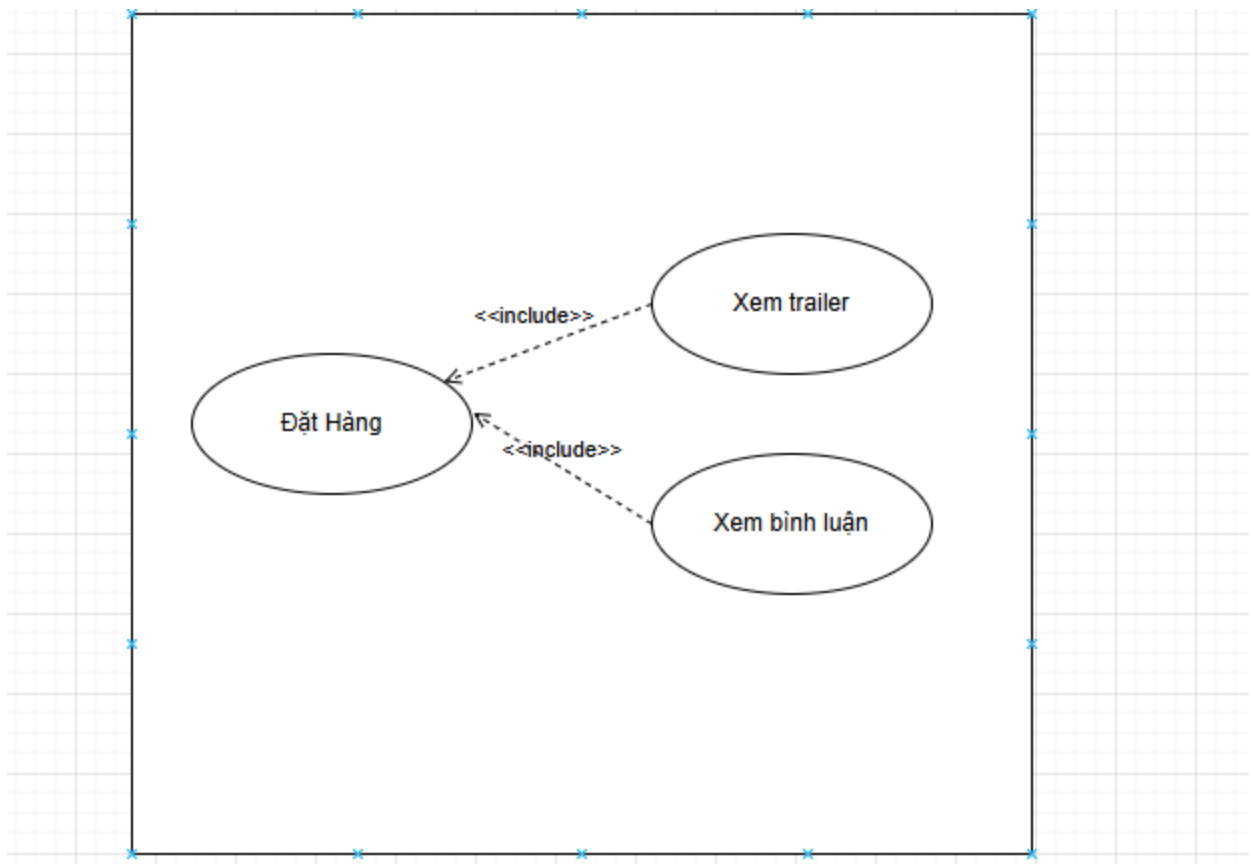 Xem trailer
<<include>>
Đặt Hàng
<<include>>
Xem bình luận